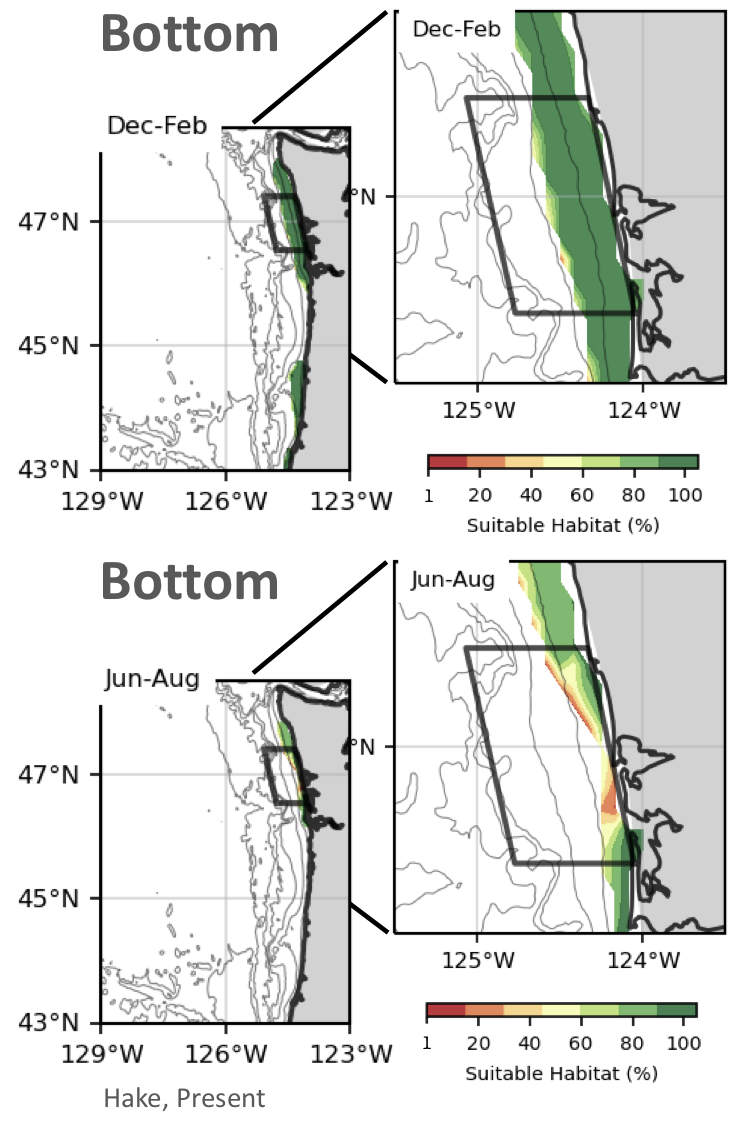 Bottom
Dec-Feb
Dec-Feb
47°N
°N
45°N
43°N
129°W 126°W 123°W
125°W 124°W
1 20 40 60 80 100
Suitable Habitat (%)
Bottom
Jun-Aug
Jun-Aug
47°N
°N
45°N
43°N
129°W 126°W 123°W
125°W 124°W
1 20 40 60 80 100
Suitable Habitat (%)
Hake, Present